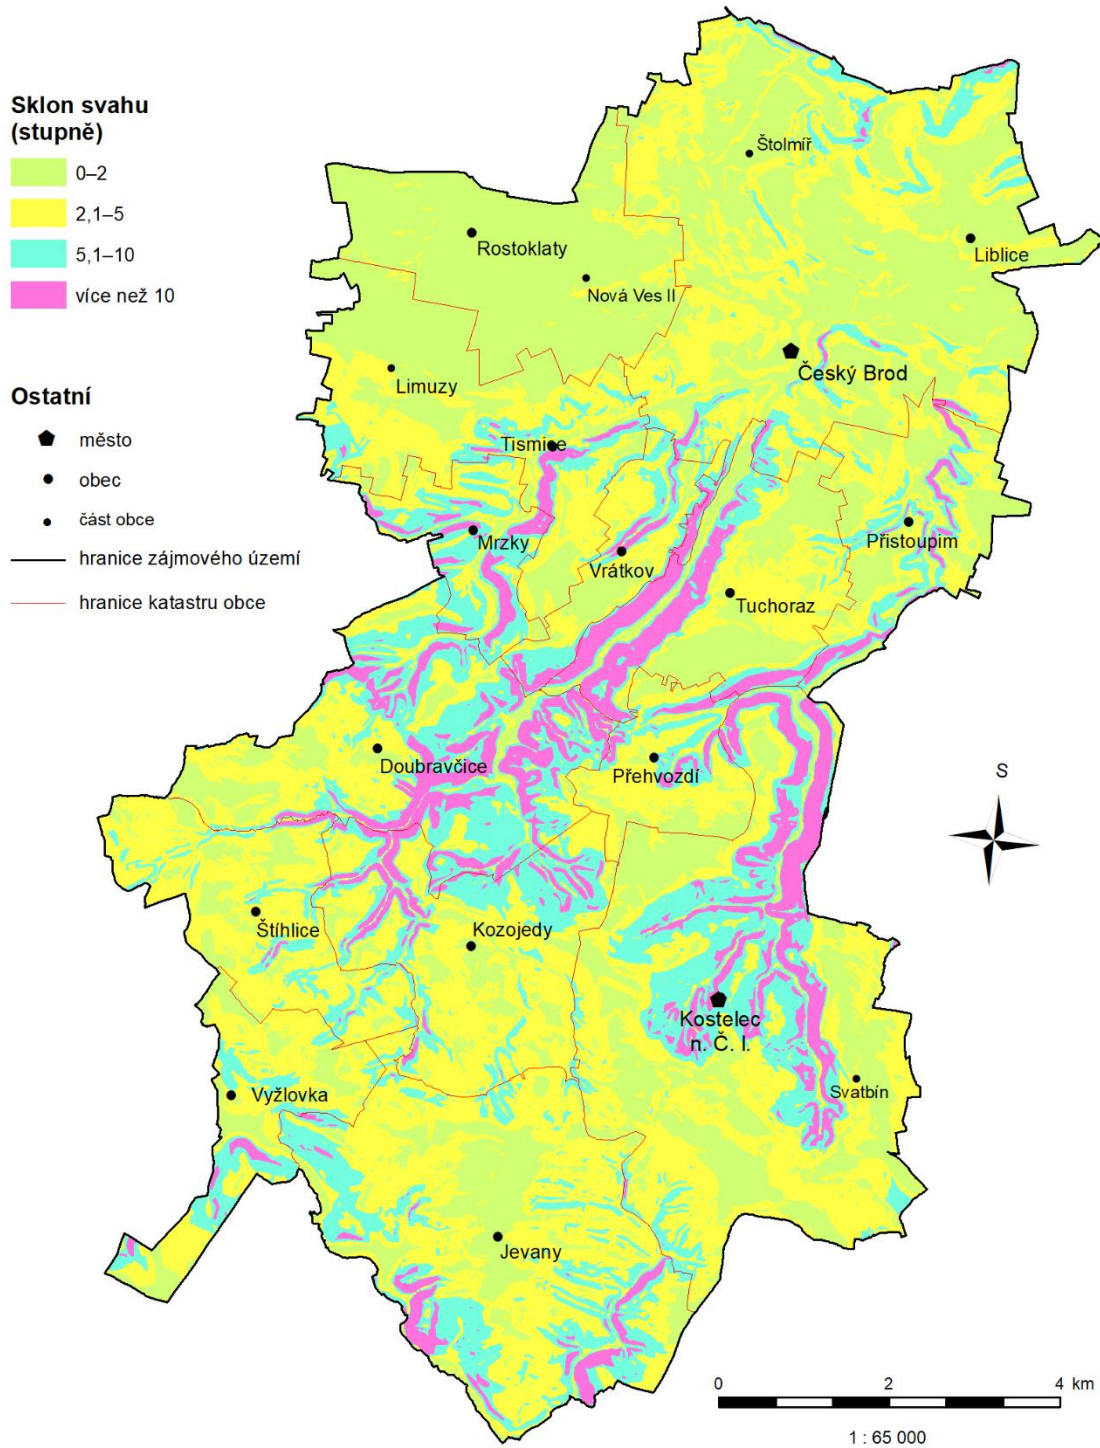 Sklon svahu
(stupně)
0–2
2,1–5
5,1–10
více než 10
Ostatní
město
obec
část obce
hranice zájmového území
hranice katastru obce
Štolmíř
Rostoklaty
Liblice
Nová Ves II
Limuzy
Český Brod
Tismice
Mrzky
Přistoupim
Vrátkov
Tuchoraz
Doubravčice
Přehvozdí
S
Štíhlice
Kozojedy
Kostelec
n. Č. l.
Svatbín
Vyžlovka
Jevany
0 2 4 km
1 : 65 000